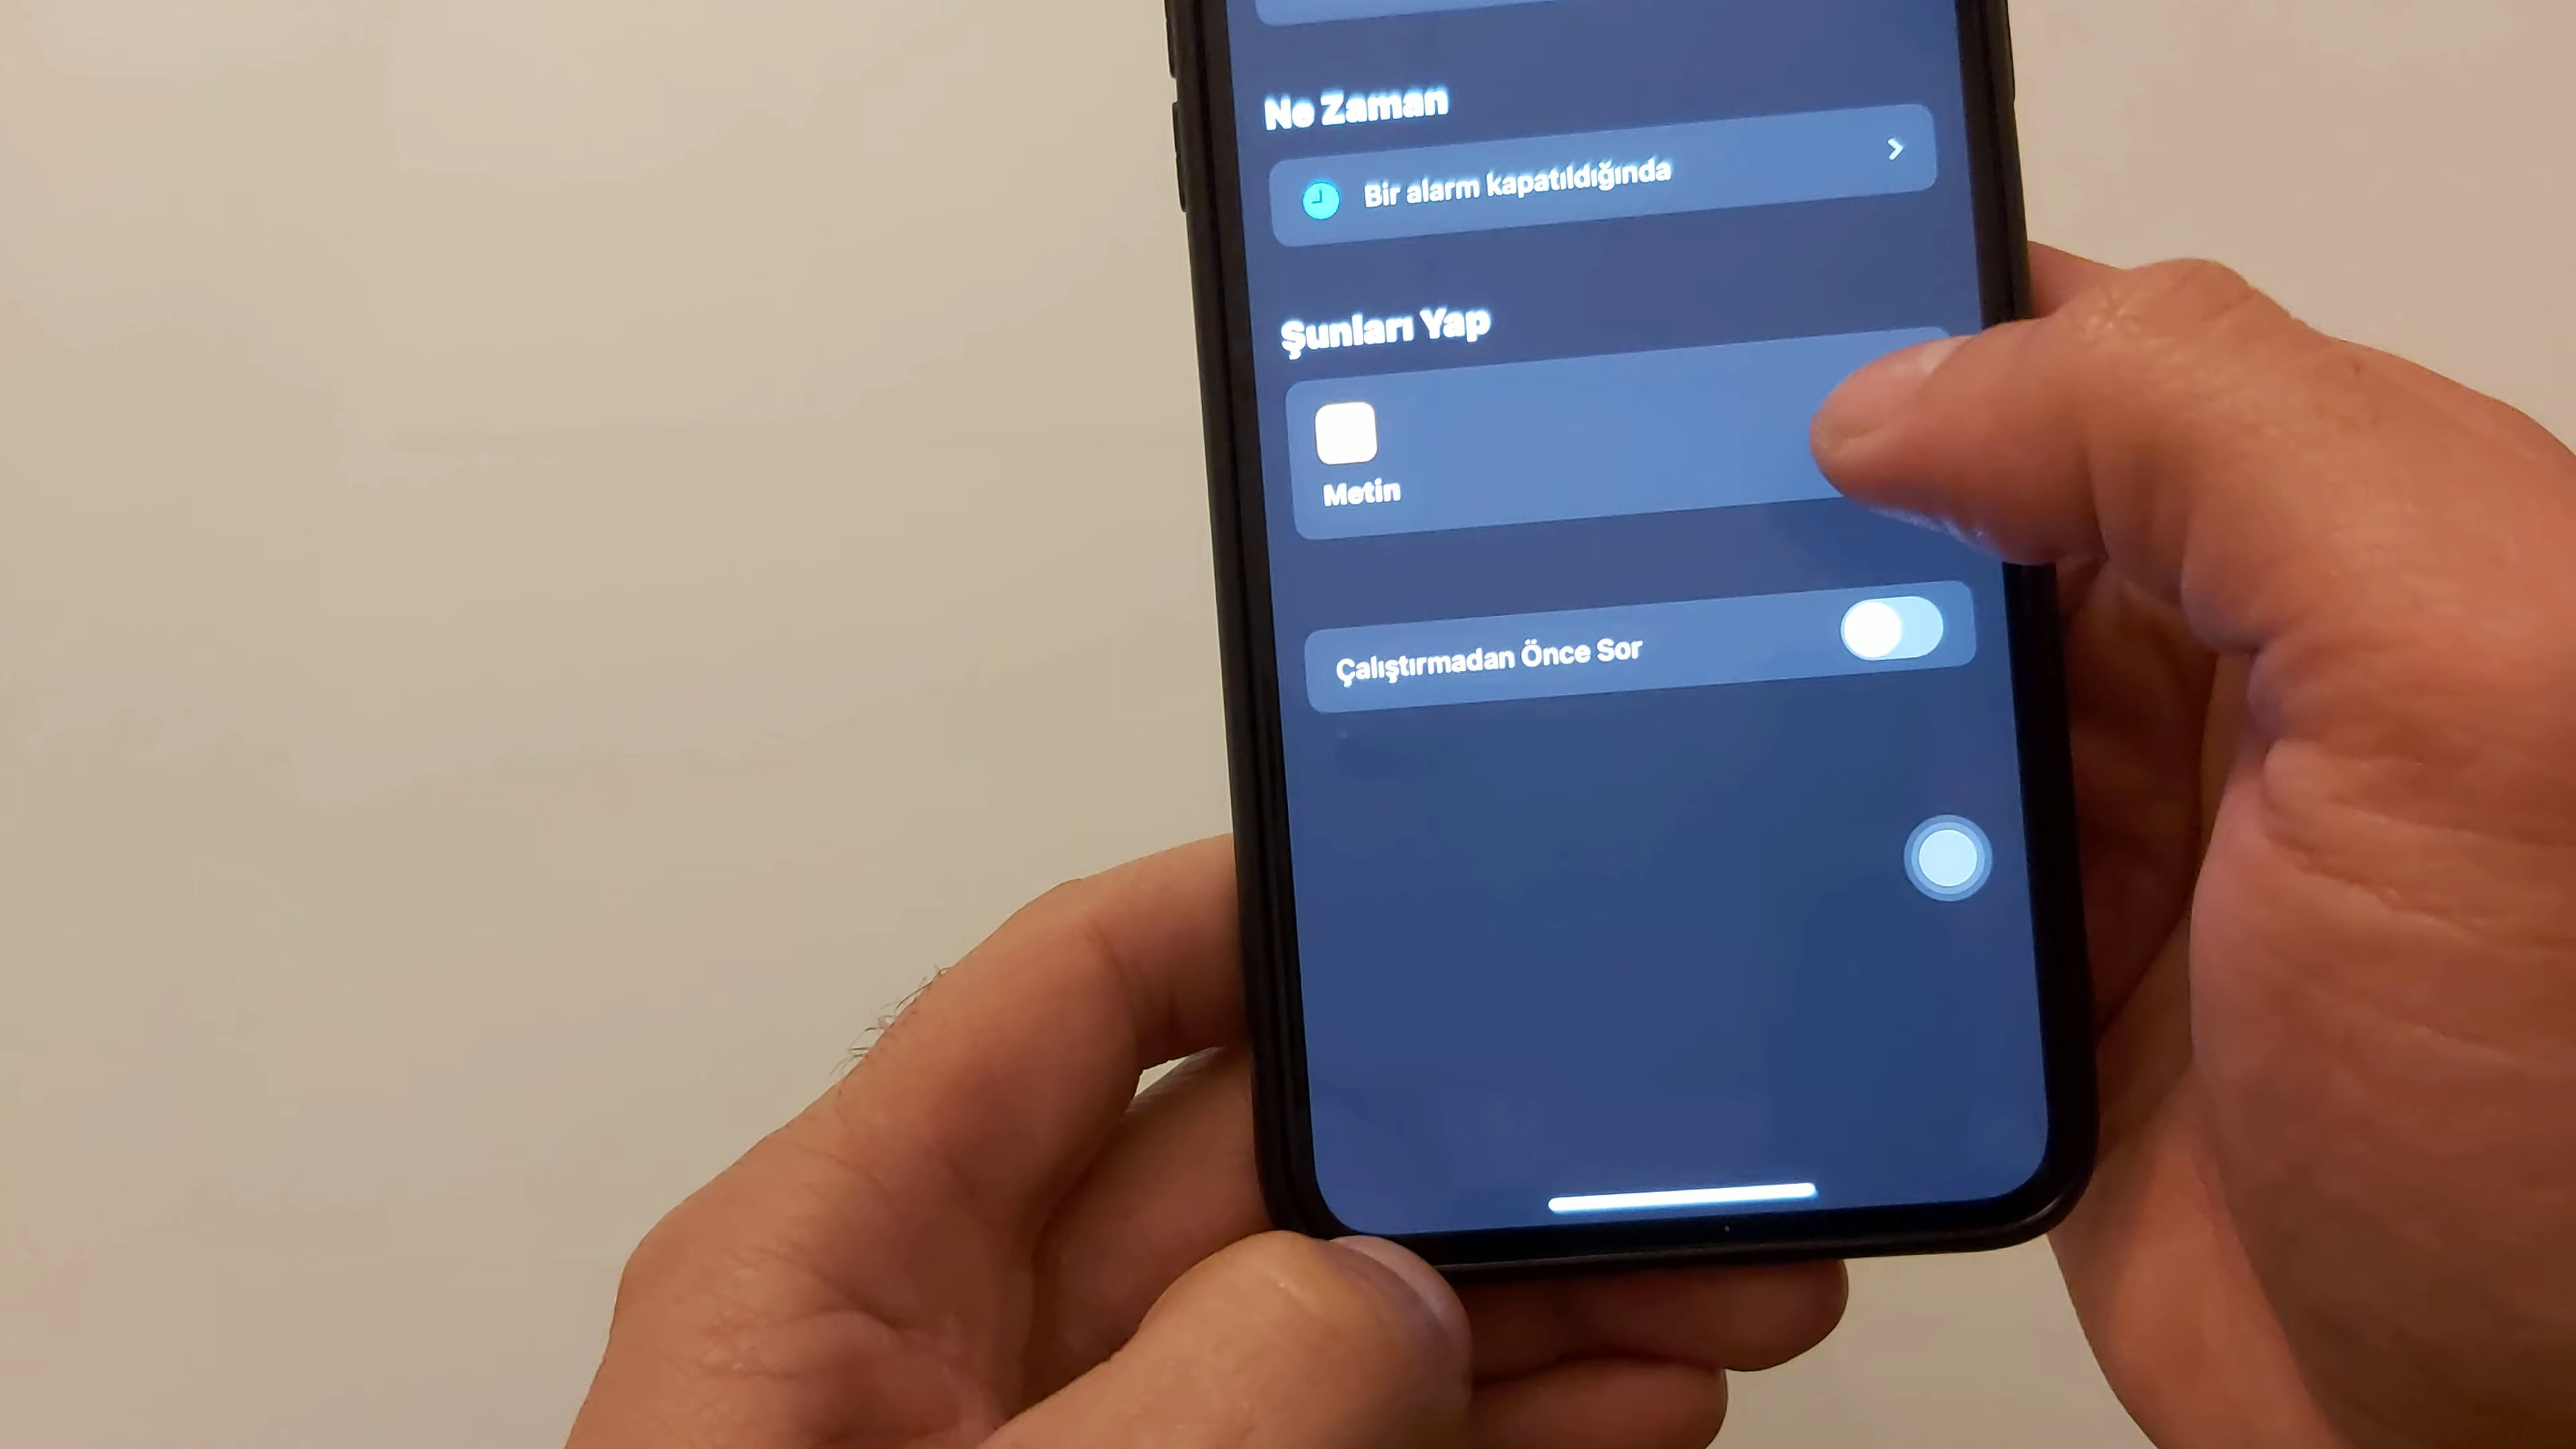 Ne Zaman
Bir alarm kapatıldığında
Şunları Yap
Metin
Çalıştırmadan Önce Sor